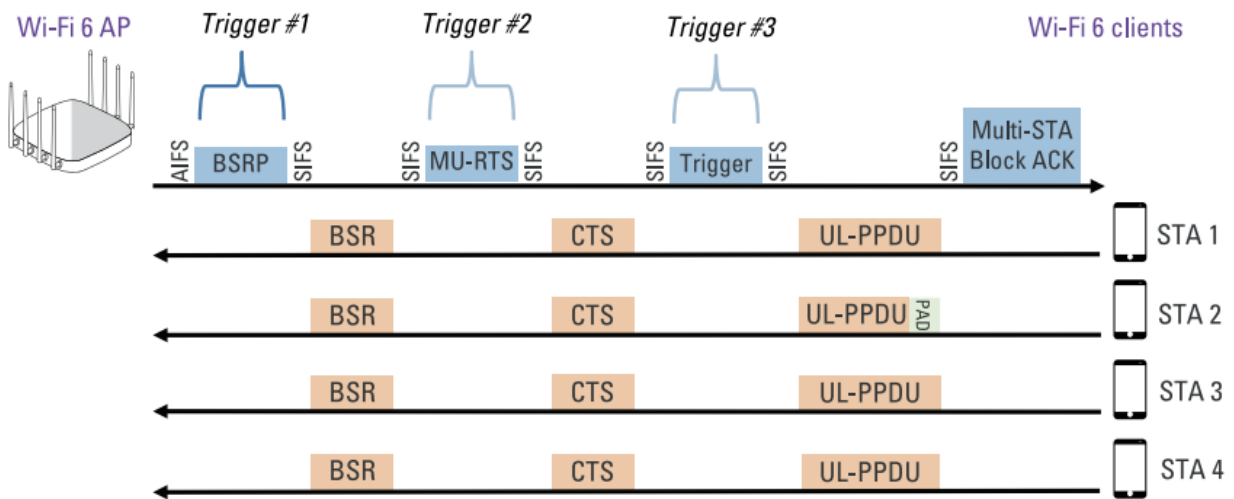 Wi-Fi 6 AP
Trigger #1
Trigger #2
Trigger #3
Wi-Fi 6 clients
AIFS
BSRP
SIFS
SIFS
MU-RTS
SIFS
SIFS
Trigger
SIFS
SIFS
Multi-STA
Block ACK
BSR
CTS
UL-PPDU
STA 1
BSR
CTS
UL-PPDU
PAD
STA 2
BSR
CTS
UL-PPDU
STA 3
BSR
CTS
UL-PPDU
STA 4